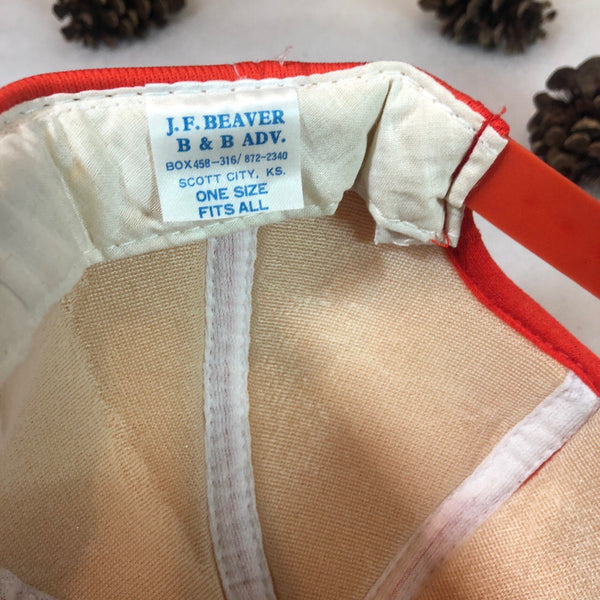 J. F. BEAVER
B & B ADV.
BOX 458-316/ 872-2340
SCOTT CITY, KS.
ONE SIZE
FITS ALL